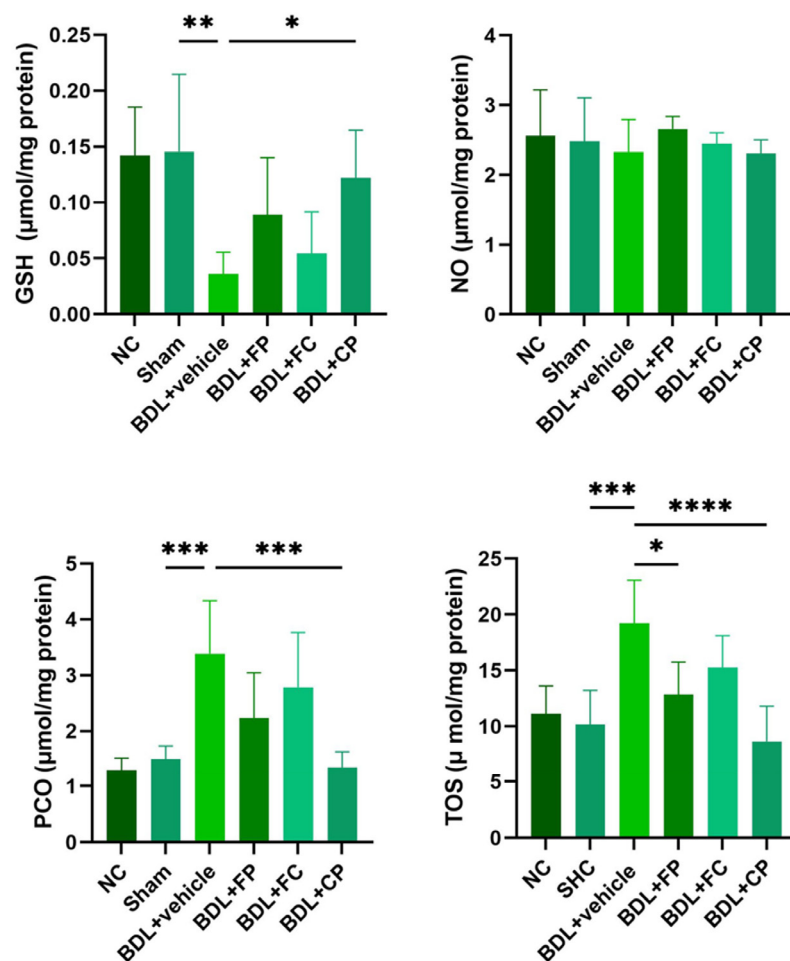 ** *
GSH (µmol/mg protein)
0.25
0.20
0.15
0.10
0.05
0.00
NC
Sham
BDL+vehicle
BDL+FP
BDL+FC
BDL+CP
NO (µmol/mg protein)
4
3
2
1
0
NC
Sham
BDL+vehicle
BDL+FP
BDL+FC
BDL+CP
*** ***
PCO (µmol/mg protein)
5
4
3
2
1
0
NC
Sham
BDL+vehicle
BDL+FP
BDL+FC
BDL+CP
*** ****
*
TOS (µ mol/mg protein)
25
20
15
10
5
0
NC
SHC
BDL+vehicle
BDL+FP
BDL+FC
BDL+CP